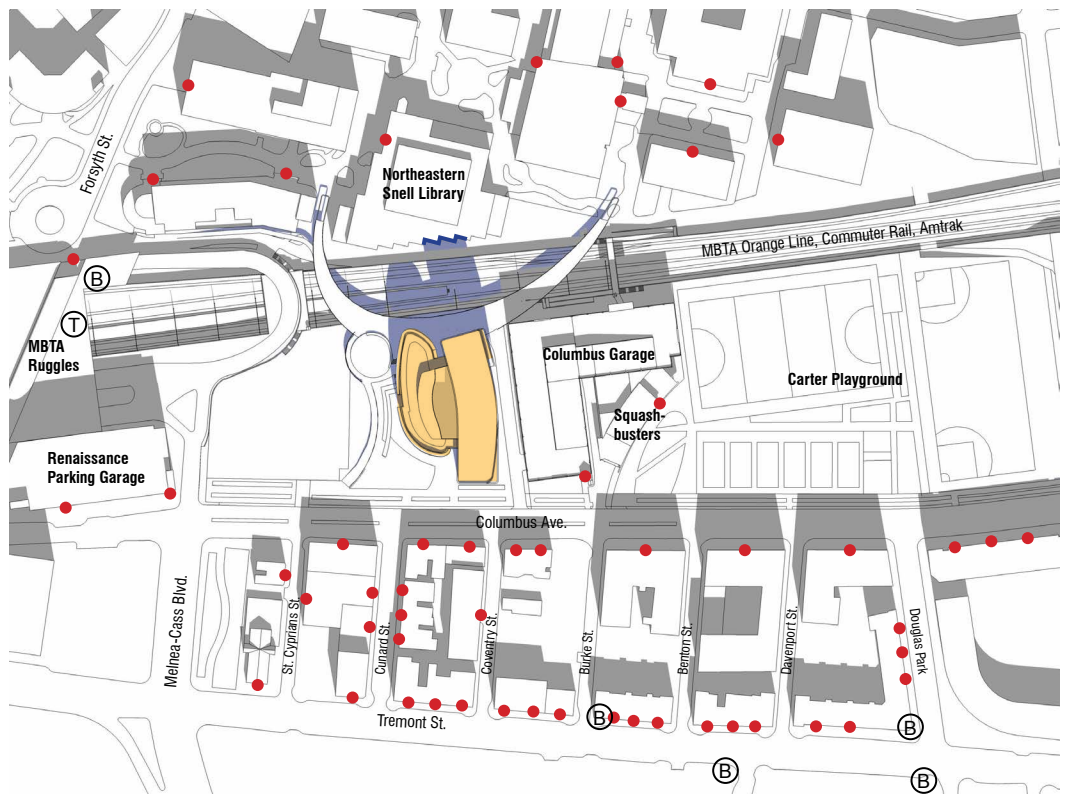 Forsyth St.
Northeastern
Snell Library
MBTA Orange Line, Commuter Rail, Amtrak
B
T
MBTA
Ruggles
Columbus Garage
Carter Playground
Squash-
busters
Renaissance
Parking Garage
Columbus Ave.
Melnea-Cass Blvd.
St. Cyprians St.
Cunard St.
Coventry St.
Burke St.
Benton St.
Davenport St.
Douglas Park
Tremont St.
B
B
B
B